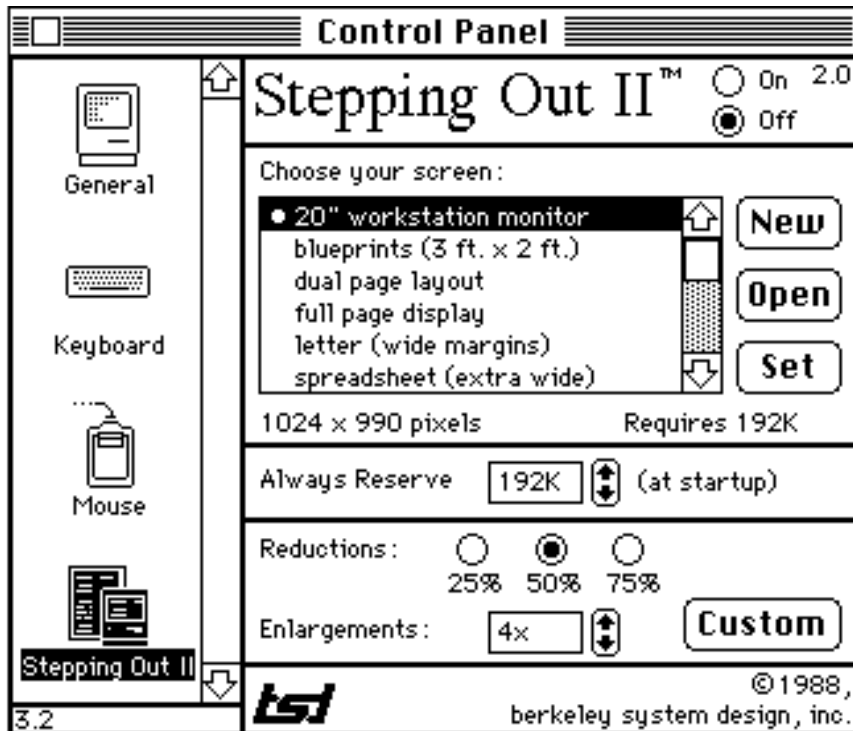 Control Panel
General
Keyboard
Mouse
Stepping Out II
3.2
Stepping Out II™
On
2.0
Off
Choose your screen:
20" workstation monitor
blueprints (3 ft. x 2 ft.)
dual page layout
full page display
letter (wide margins)
spreadsheet (extra wide)
New
Open
Set
1024 x 990 pixels
Requires 192K
Always Reserve
192K
(at startup)
Reductions:
25% 50% 75%
Enlargements:
4x
Custom
tsd
©1988,
berkeley system design, inc.